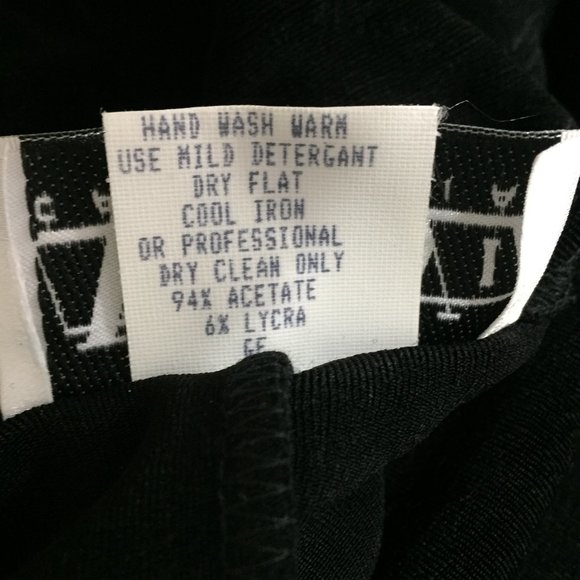 HAND WASH WARM
USE MILD DETERGANT
DRY FLAT
COOL IRON
OR PROFESSIONAL
DRY CLEAN ONLY
94% ACETATE
6% LYCRA